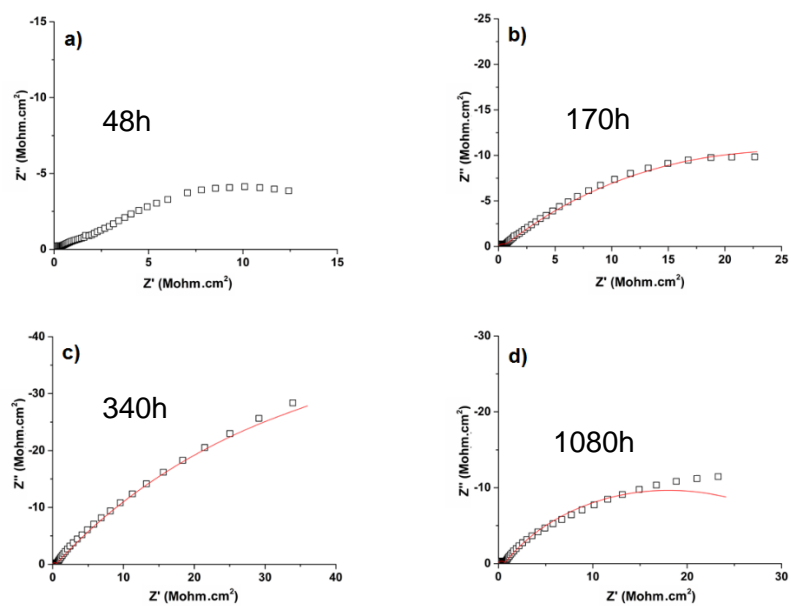 a)
48h
-15
-10
-5
0
0 5 10 15
Z'' (Mohm.cm²)
Z' (Mohm.cm²)
b)
170h
-25
-20
-15
-10
-5
0
0 5 10 15 20 25
Z'' (Mohm.cm²)
Z' (Mohm.cm²)
c)
340h
-40
-30
-20
-10
0
0 10 20 30 40
Z'' (Mohm.cm²)
Z' (Mohm.cm²)
d)
1080h
-30
-20
-10
0
0 10 20 30
Z'' (Mohm.cm²)
Z' (Mohm.cm²)